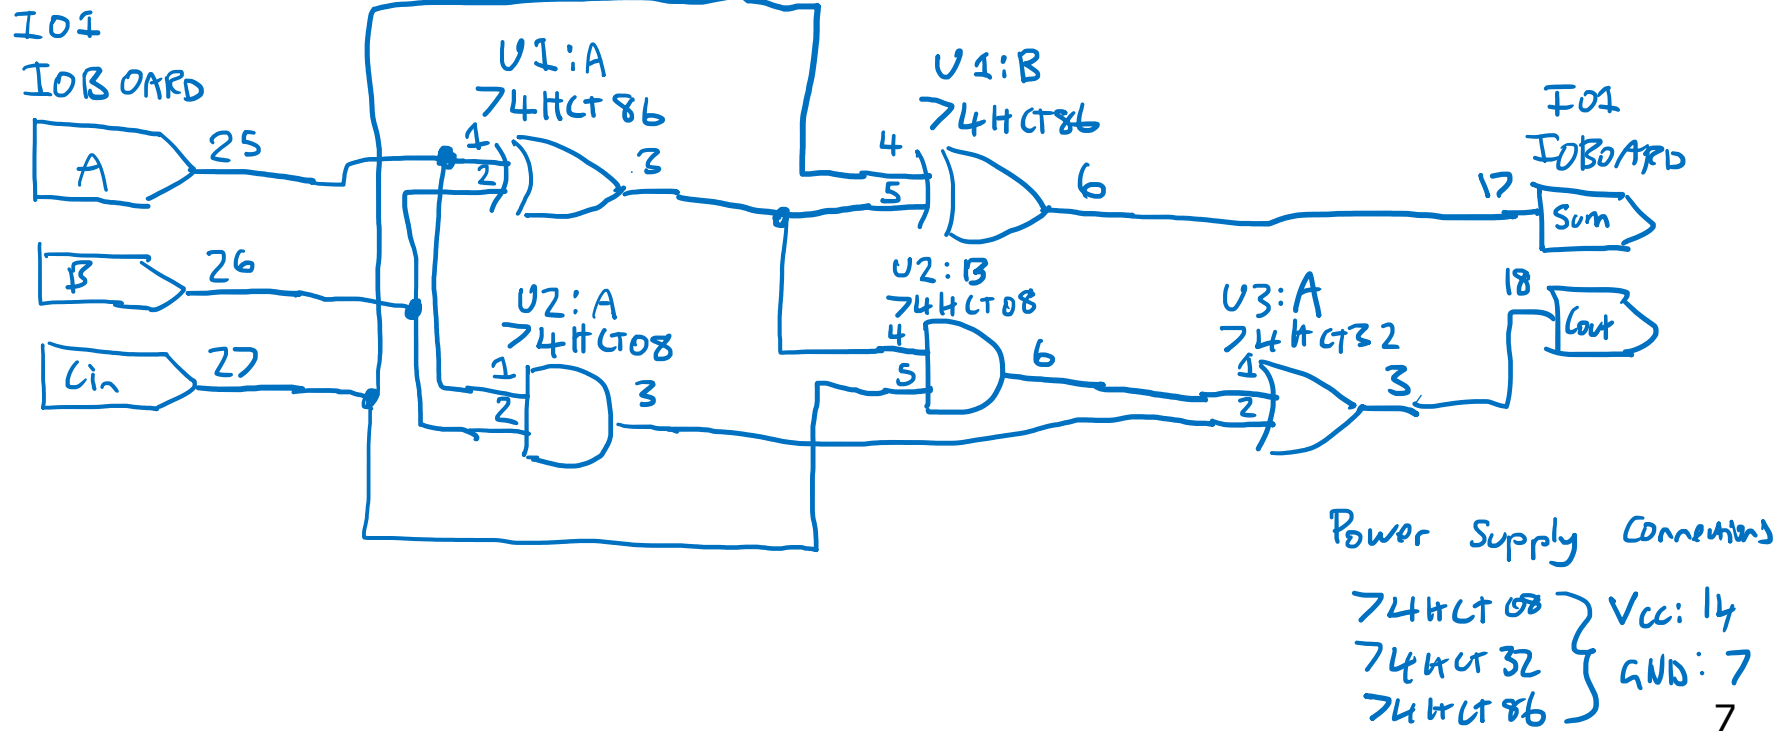 IO1
IOBOARD
A
25
B
26
Cin
27
U1:A
74HCT86
1
2
3
U2:A
74HCT08
1
2
3
U1:B
74HCT86
4
5
6
U2:B
74HCT08
4
5
6
U3:A
74HCT32
1
2
3
IO1
IOBOARD
17
Sum
18
Cout
Power Supply Connections
74HCT08
74HCT32
74HCT86
Vcc: 14
GND: 7
7